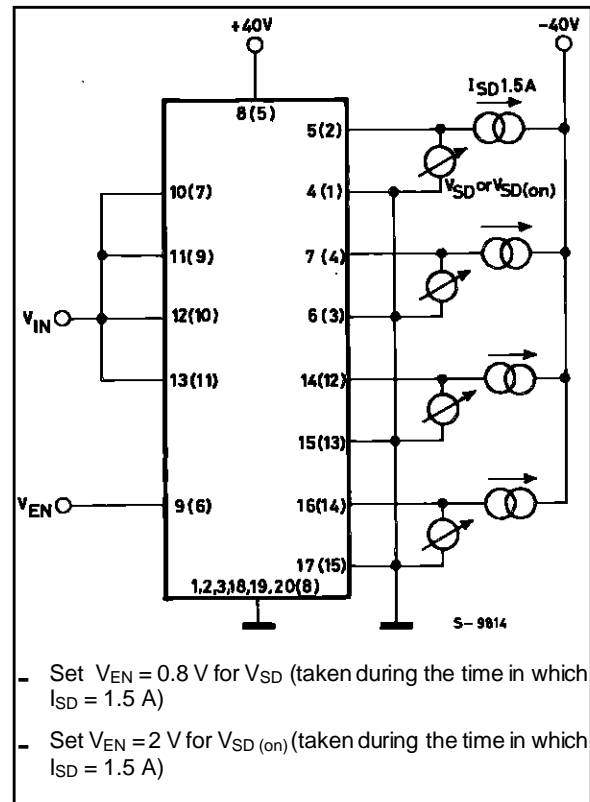 +40V
-40V
8(5)
ISD 1.5A
5(2)
VSD or VSD(on)
10(7)
4(1)
11(9)
7(4)
VIN
12(10)
6(3)
13(11)
14(12)
15(13)
VEN
9(6)
16(14)
17(15)
1,2,3,18,19,20(8)
S-9814
- Set VEN = 0.8 V for VSD (taken during the time in which
ISD = 1.5 A)
- Set VEN = 2 V for VSD (on) (taken during the time in which
ISD = 1.5 A)